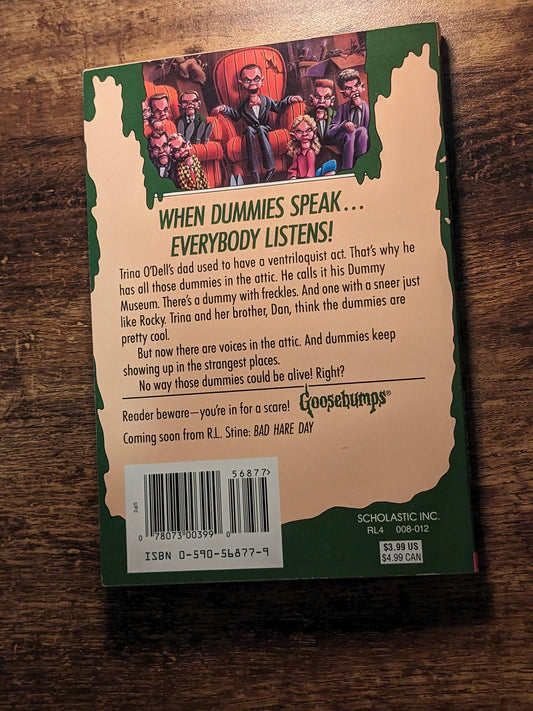 WHEN DUMMIES SPEAK...
EVERYBODY LISTENS!
Trina O'Dell's dad used to have a ventriloquist act. That's why he
has all those dummies in the attic. He calls it his Dummy
Museum. There's a dummy with freckles. And one with a sneer just
like Rocky. Trina and her brother, Dan, think the dummies are
pretty cool.
But now there are voices in the attic. And dummies keep
showing up in the strangest places.
No way those dummies could be alive! Right?
Reader beware—you're in for a scare! Goosebumps®
Coming soon from R.L. Stine: BAD HARE DAY
56877
UPC
0 78073 00399 0
ISBN 0-590-56877-9
SCHOLASTIC INC.
RL4 008-012
$3.99 US
$4.99 CAN